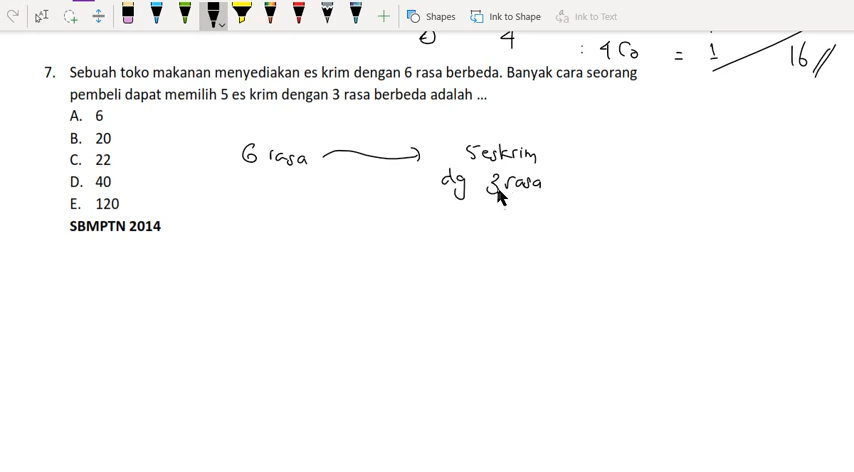 Shapes Ink to Shape Ink to Text
4 : 4C0 = 1 16 //
7. Sebuah toko makanan menyediakan es krim dengan 6 rasa berbeda. Banyak cara seorang
pembeli dapat memilih 5 es krim dengan 3 rasa berbeda adalah ...
A. 6
B. 20
C. 22
D. 40
E. 120
6 rasa 5 eskrim
dg 3 rasa
SBMPTN 2014